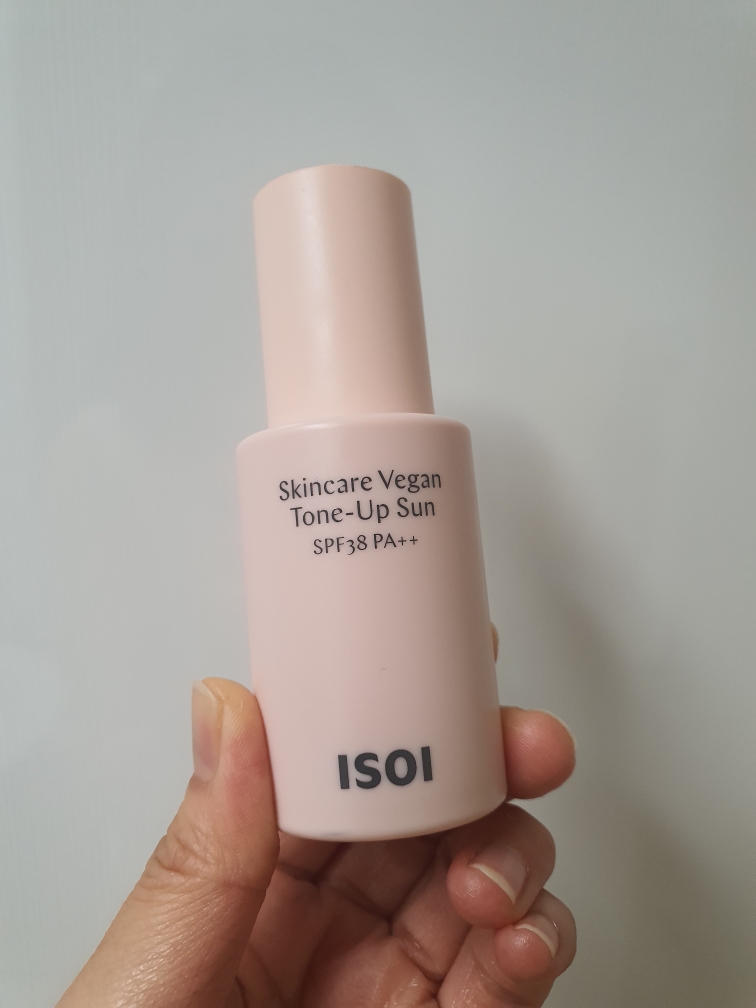 Skincare Vegan
Tone-Up Sun
SPF38 PA++
ISOI